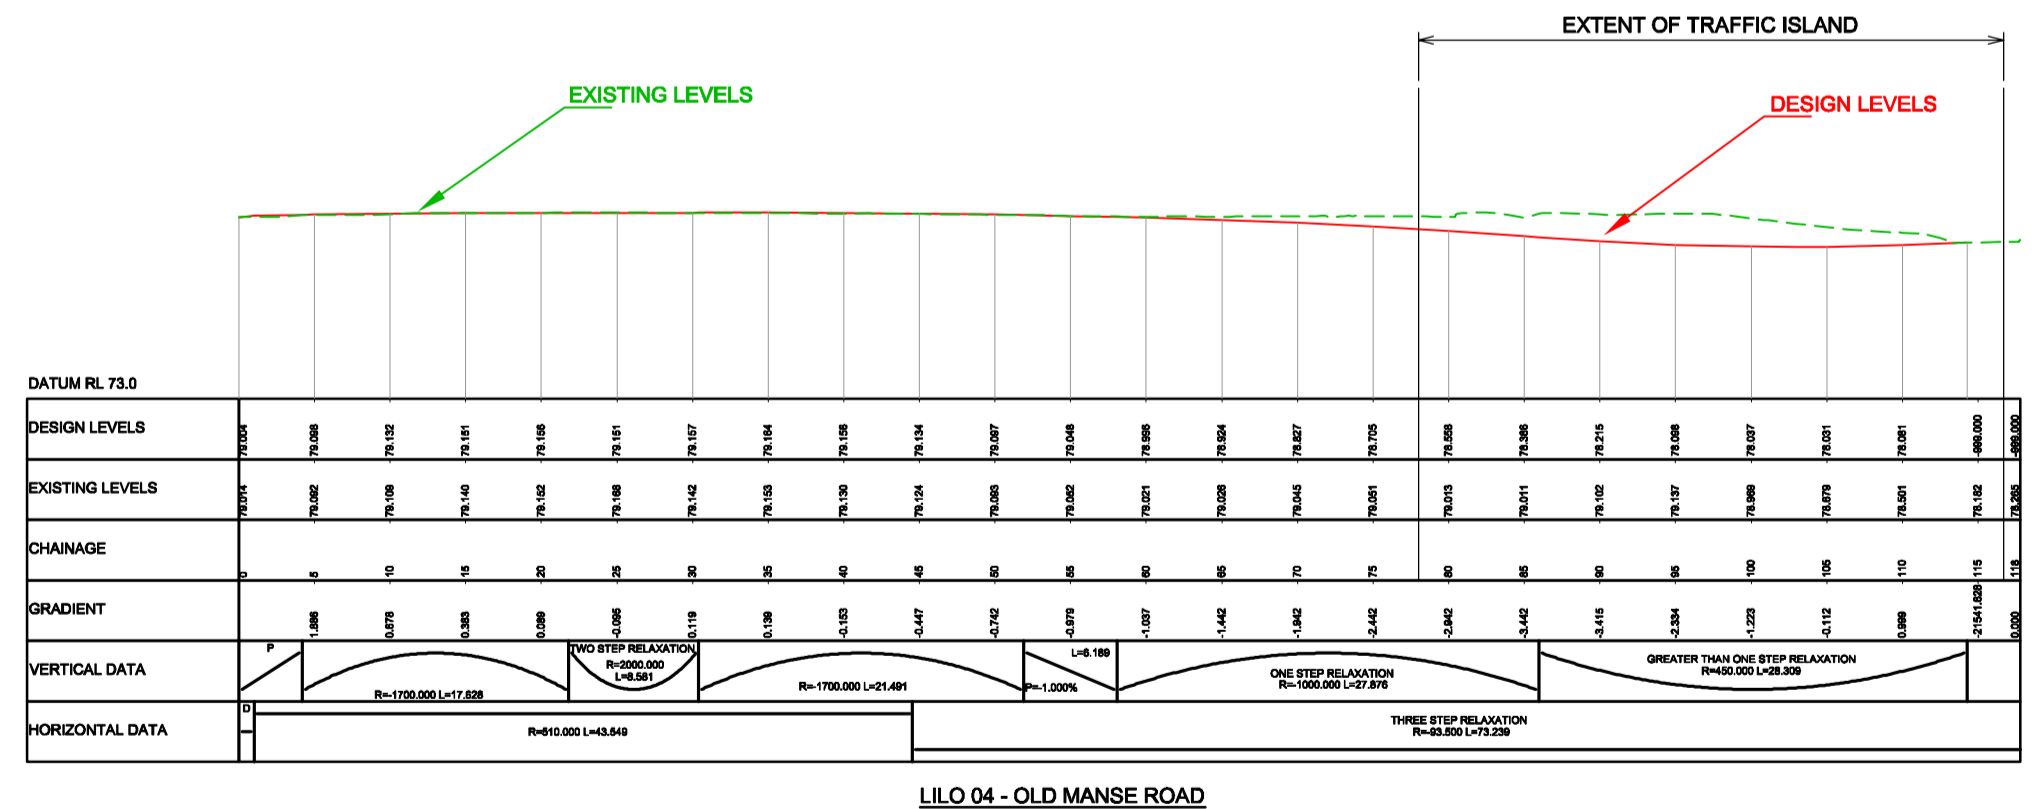 EXTENT OF TRAFFIC ISLAND
EXISTING LEVELS
DESIGN LEVELS
DATUM RL 73.0
DESIGN LEVELS 79.004 79.098 79.132 79.151 79.156 79.151 79.157 79.164 79.156 79.134 79.097 79.048 78.996 78.924 78.827 78.705 78.558 78.386 78.215 78.098 78.037 78.031 78.081 -999.000 -999.000
EXISTING LEVELS 79.014 79.092 79.109 79.140 79.152 79.168 79.142 79.153 79.130 79.124 79.093 79.062 79.021 79.026 79.045 79.051 79.013 79.011 79.102 79.137 78.969 78.679 78.501 78.182 78.265
CHAINAGE 0 5 10 15 20 25 30 35 40 45 50 55 60 65 70 75 80 85 90 95 100 105 110 115 118
GRADIENT 1.886 0.678 0.383 0.089 -0.095 0.119 0.139 -0.153 -0.447 -0.742 -0.979 -1.037 -1.442 -1.942 -2.442 -2.942 -3.442 -3.415 -2.334 -1.223 -0.112 0.999 -21541.628 0.000
VERTICAL DATA
P
R=-1700.000 L=17.628
TWO STEP RELAXATION
R=2000.000
L=8.561
R=-1700.000 L=21.491
L=6.189
P=-1.000%
ONE STEP RELAXATION
R=-1000.000 L=27.876
GREATER THAN ONE STEP RELAXATION
R=450.000 L=28.309
HORIZONTAL DATA
D
R=510.000 L=43.549
THREE STEP RELAXATION
R=-93.500 L=73.239
LILO 04 - OLD MANSE ROAD